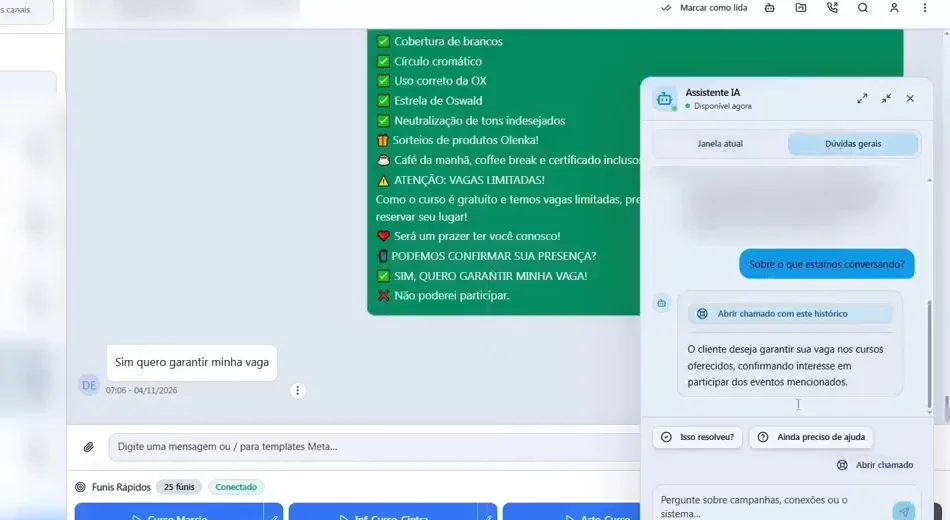 s canais
Marcar como lida
✅ Cobertura de brancos
✅ Círculo cromático
✅ Uso correto da OX
✅ Estrela de Oswald
✅ Neutralização de tons indesejados
🎁 Sorteios de produtos Olenka!
☕ Café da manhã, coffee break e certificado inclusos
⚠️ ATENÇÃO: VAGAS LIMITADAS!
Como o curso é gratuito e temos vagas limitadas, pre
reservar seu lugar!
❤️ Será um prazer ter você conosco!
📲 PODEMOS CONFIRMAR SUA PRESENÇA?
✅ SIM, QUERO GARANTIR MINHA VAGA!
❌ Não poderei participar.
Sim quero garantir minha vaga
DE
07:06 - 04/11/2026
Digite uma mensagem ou / para templates Meta...
Funis Rápidos
25 fúnis
Conectado
Curso Marcio
Inf. Curso Cintra
Arte Curso
Assistente IA
Disponível agora
Janela atual
Dúvidas gerais
Sobre o que estamos conversando?
Abrir chamado com este histórico
O cliente deseja garantir sua vaga nos cursos
oferecidos, confirmando interesse em
participar dos eventos mencionados.
Isso resolveu?
Ainda preciso de ajuda
Abrir chamado
Pergunte sobre campanhas, conexões ou o
sistema...